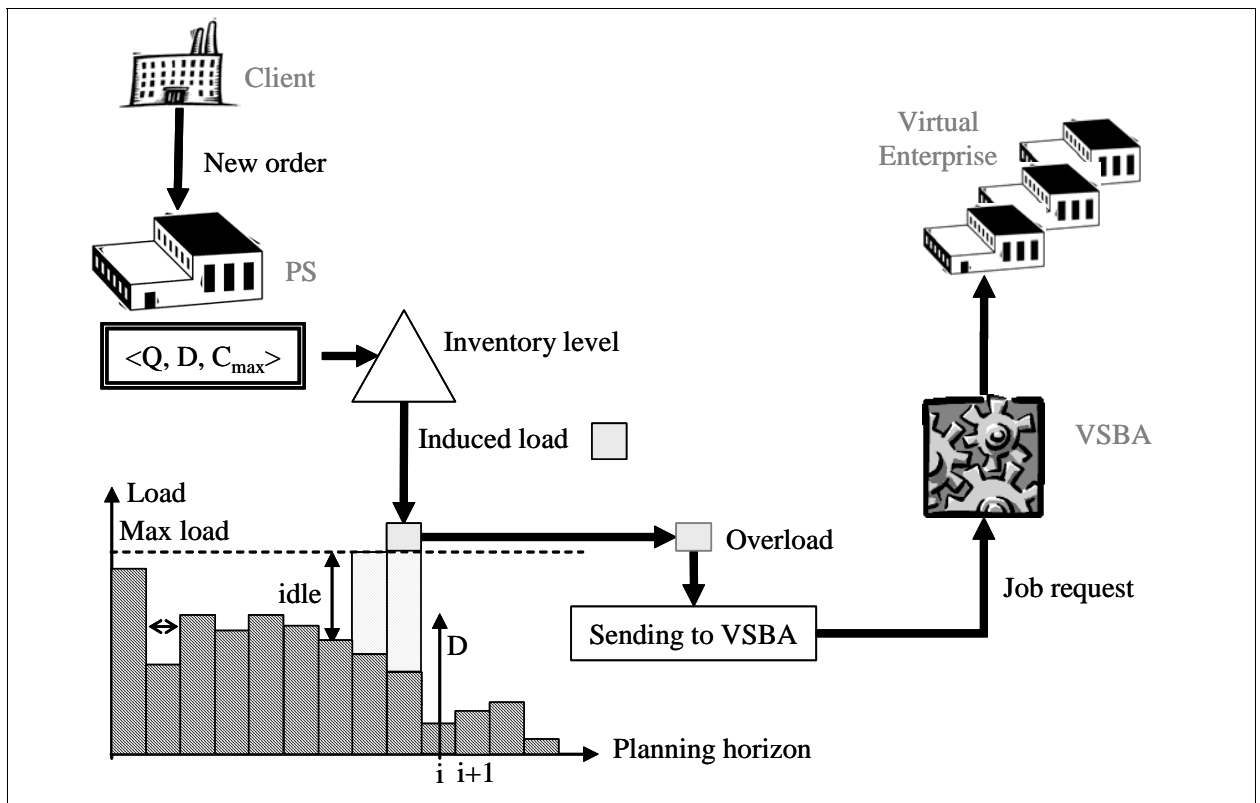 Client
New order
PS
<Q, D, Cmax>
Inventory level
Induced load
Virtual
Enterprise
VSBA
Load
Max load
idle
D
Overload
Sending to VSBA
Job request
Planning horizon
i i+1